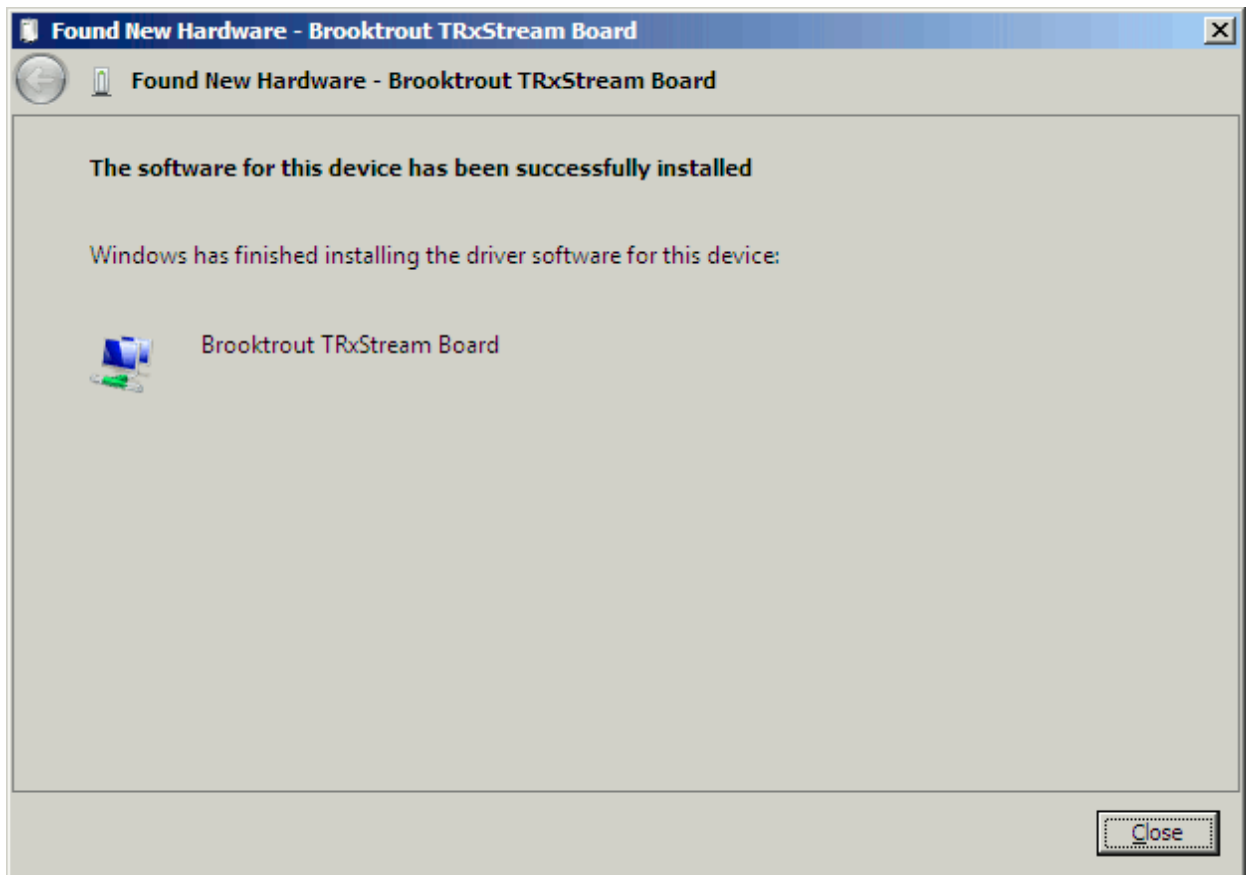 Found New Hardware - Brooktrout TRxStream Board
Found New Hardware - Brooktrout TRxStream Board
The software for this device has been successfully installed
Windows has finished installing the driver software for this device:
Brooktrout TRxStream Board
Close